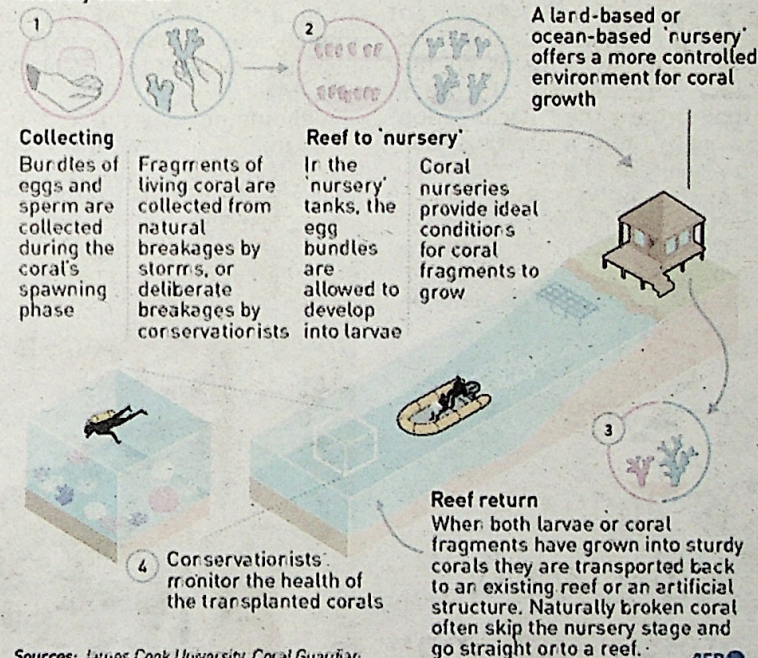 1
2
A land-based or
ocean-based 'nursery'
offers a more controlled
environment for coral
growth
Collecting
Bundles of
eggs and
sperm are
collected
during the
coral's
spawning
phase
Fragments of
living coral are
collected from
natural
breakages by
storms, or
deliberate
breakages by
conservationists
Reef to 'nursery'
In the
'nursery'
tanks, the
egg
bundles
are
allowed to
develop
into larvae
Coral
nurseries
provide ideal
conditions
for coral
fragments to
grow
3
Reef return
When both larvae or coral
fragments have grown into sturdy
corals they are transported back
to an existing reef or an artificial
structure. Naturally broken coral
often skip the nursery stage and
go straight onto a reef.
4
Conservationists
monitor the health of
the transplanted corals
Sources: James Cook University, Coral Guardian
AFP